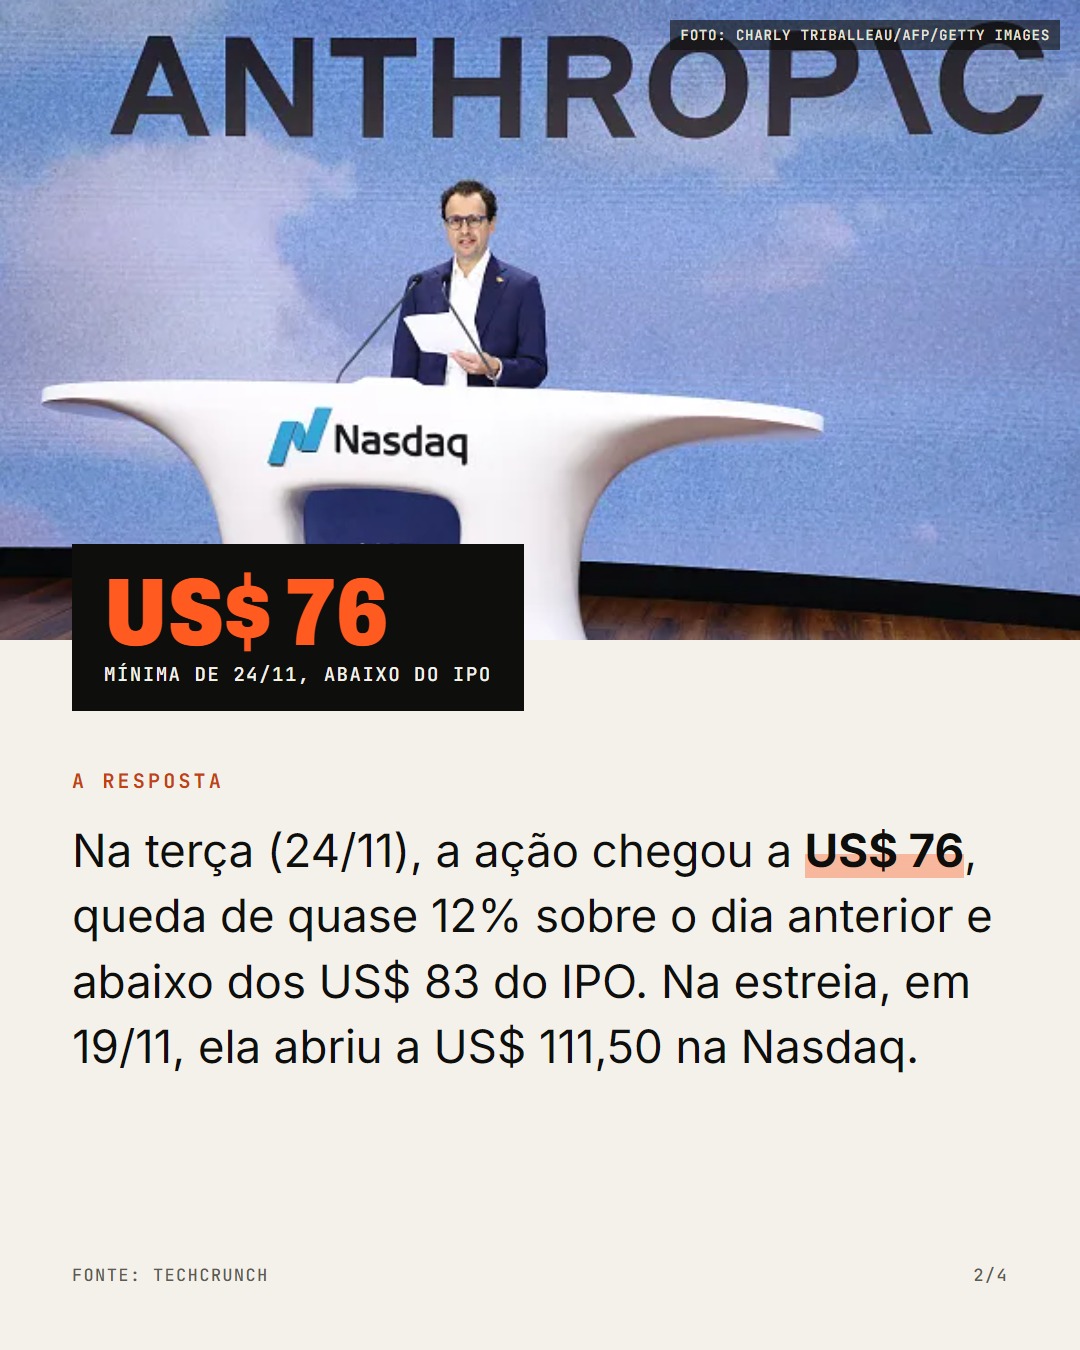 FOTO: CHARLY TRIBALLEAU/AFP/GETTY IMAGES
ANTHROP\C
Nasdaq
US$ 76
MÍNIMA DE 24/11, ABAIXO DO IPO
A RESPOSTA
Na terça (24/11), a ação chegou a US$ 76,
queda de quase 12% sobre o dia anterior e
abaixo dos US$ 83 do IPO. Na estreia, em
19/11, ela abriu a US$ 111,50 na Nasdaq.
FONTE: TECHCRUNCH
2/4